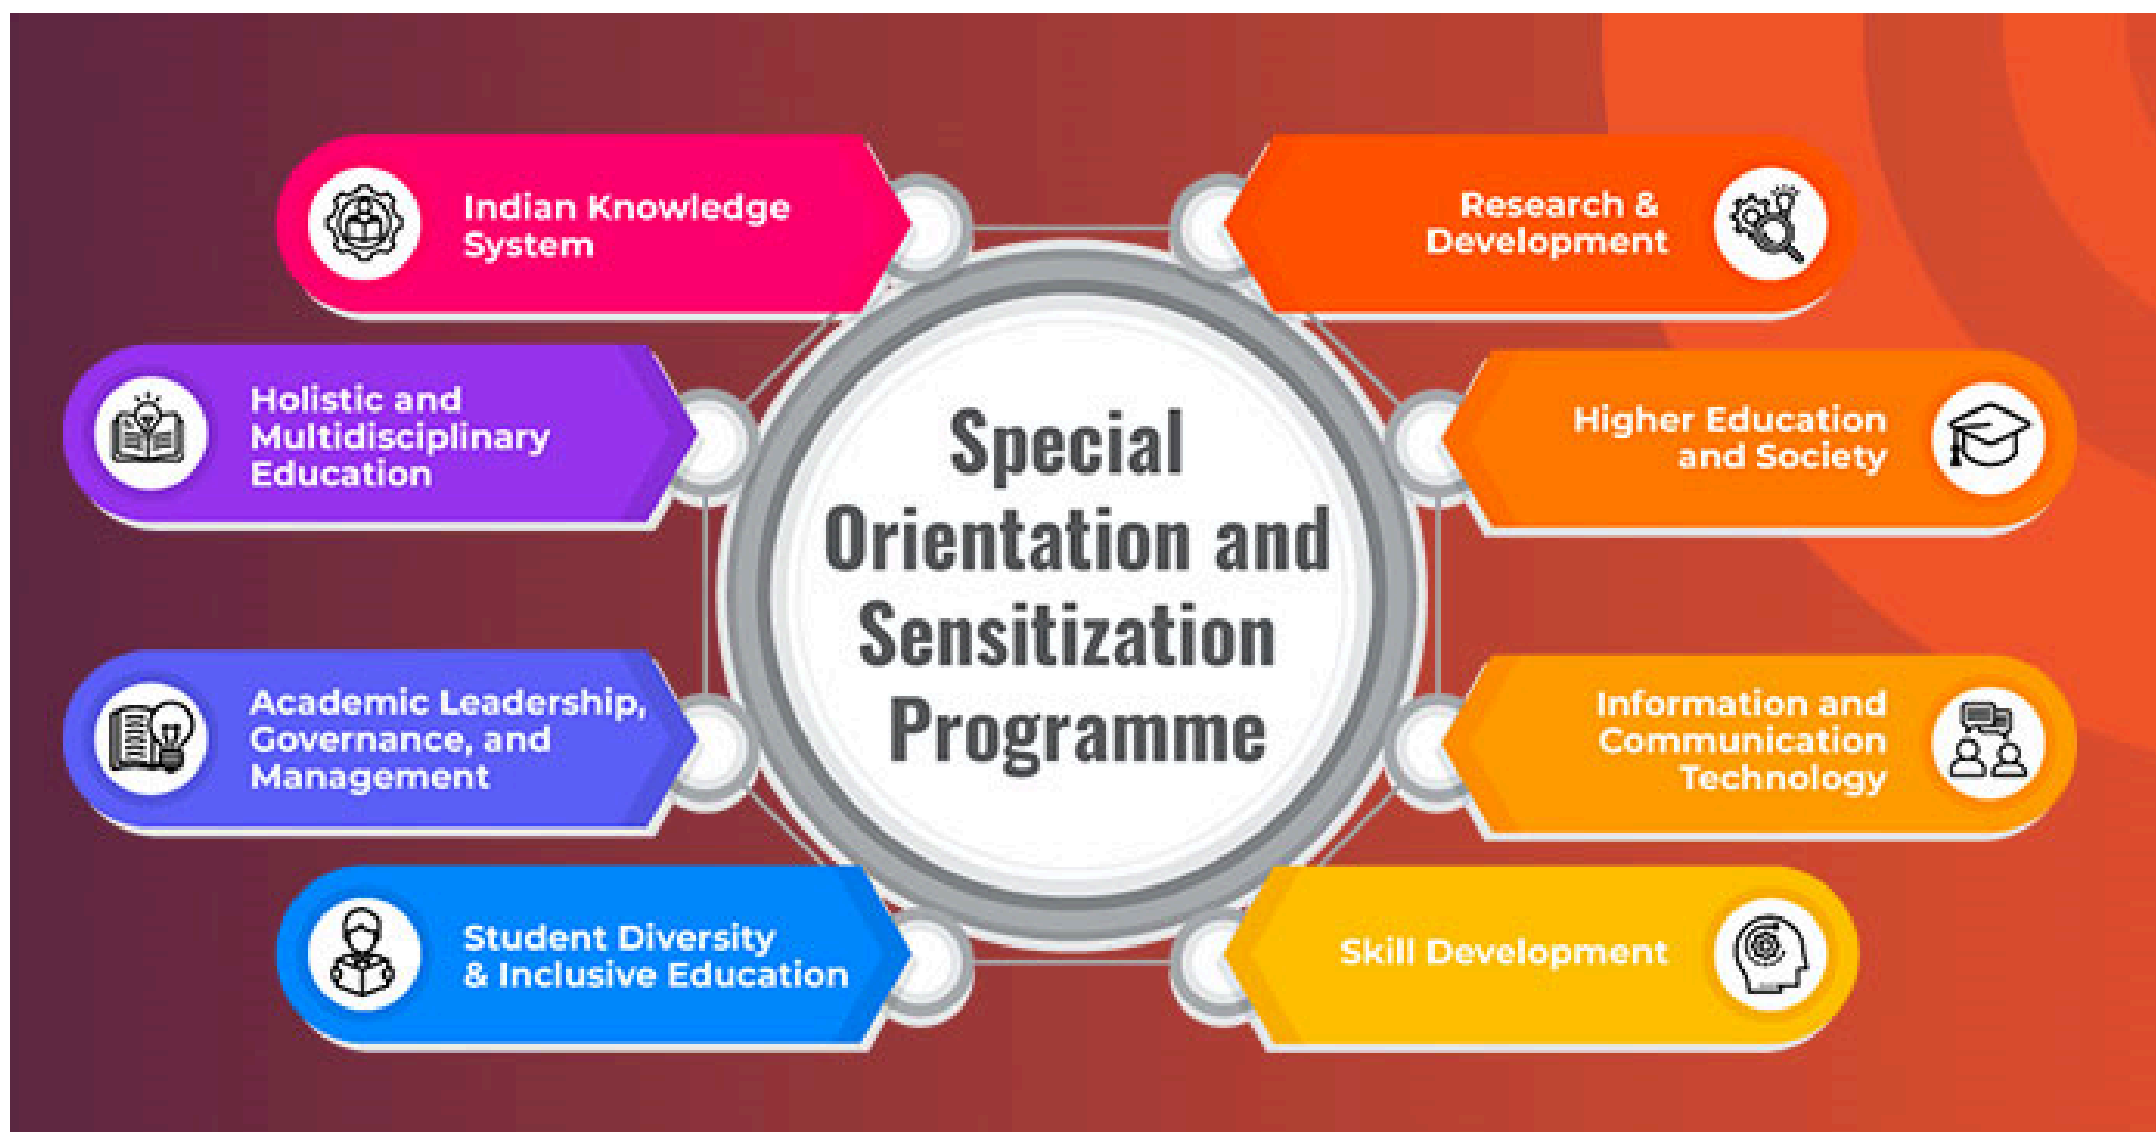 Indian Knowledge
System
Holistic and
Multidisciplinary
Education
Academic Leadership,
Governance, and
Management
Student Diversity
& Inclusive Education
Special
Orientation and
Sensitization
Programme
Research &
Development
Higher Education
and Society
Information and
Communication
Technology
Skill Development